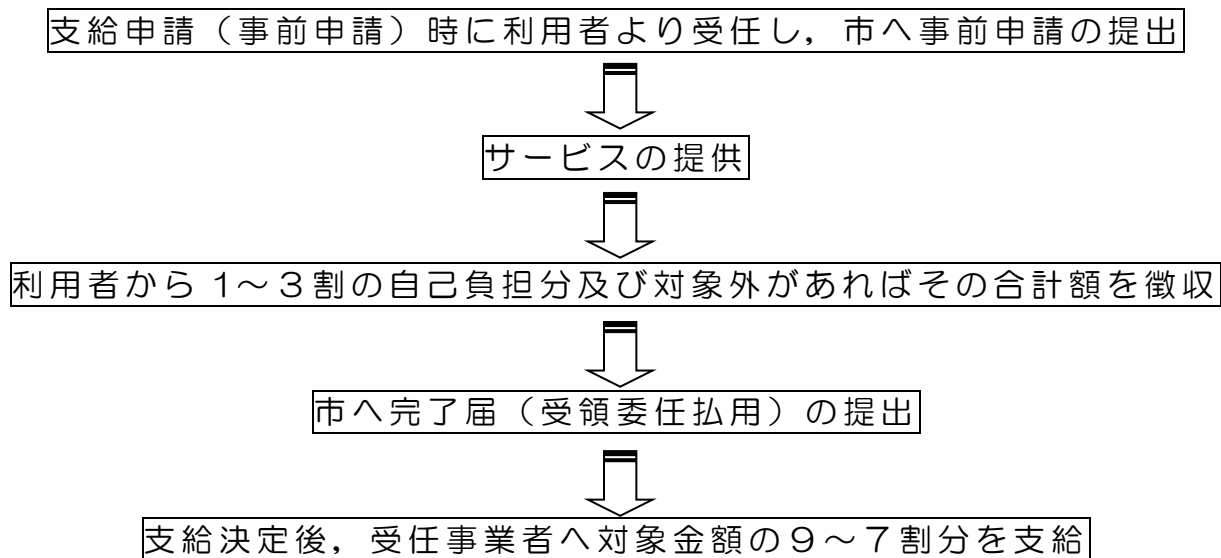 支給申請（事前申請）時に利用者より受任し，市へ事前申請の提出
サービスの提供
利用者から 1～３割の自己負担分及び対象外があればその合計額を徴収
市へ完了届（受領委任払用）の提出
支給決定後，受任事業者へ対象金額の９～７割分を支給